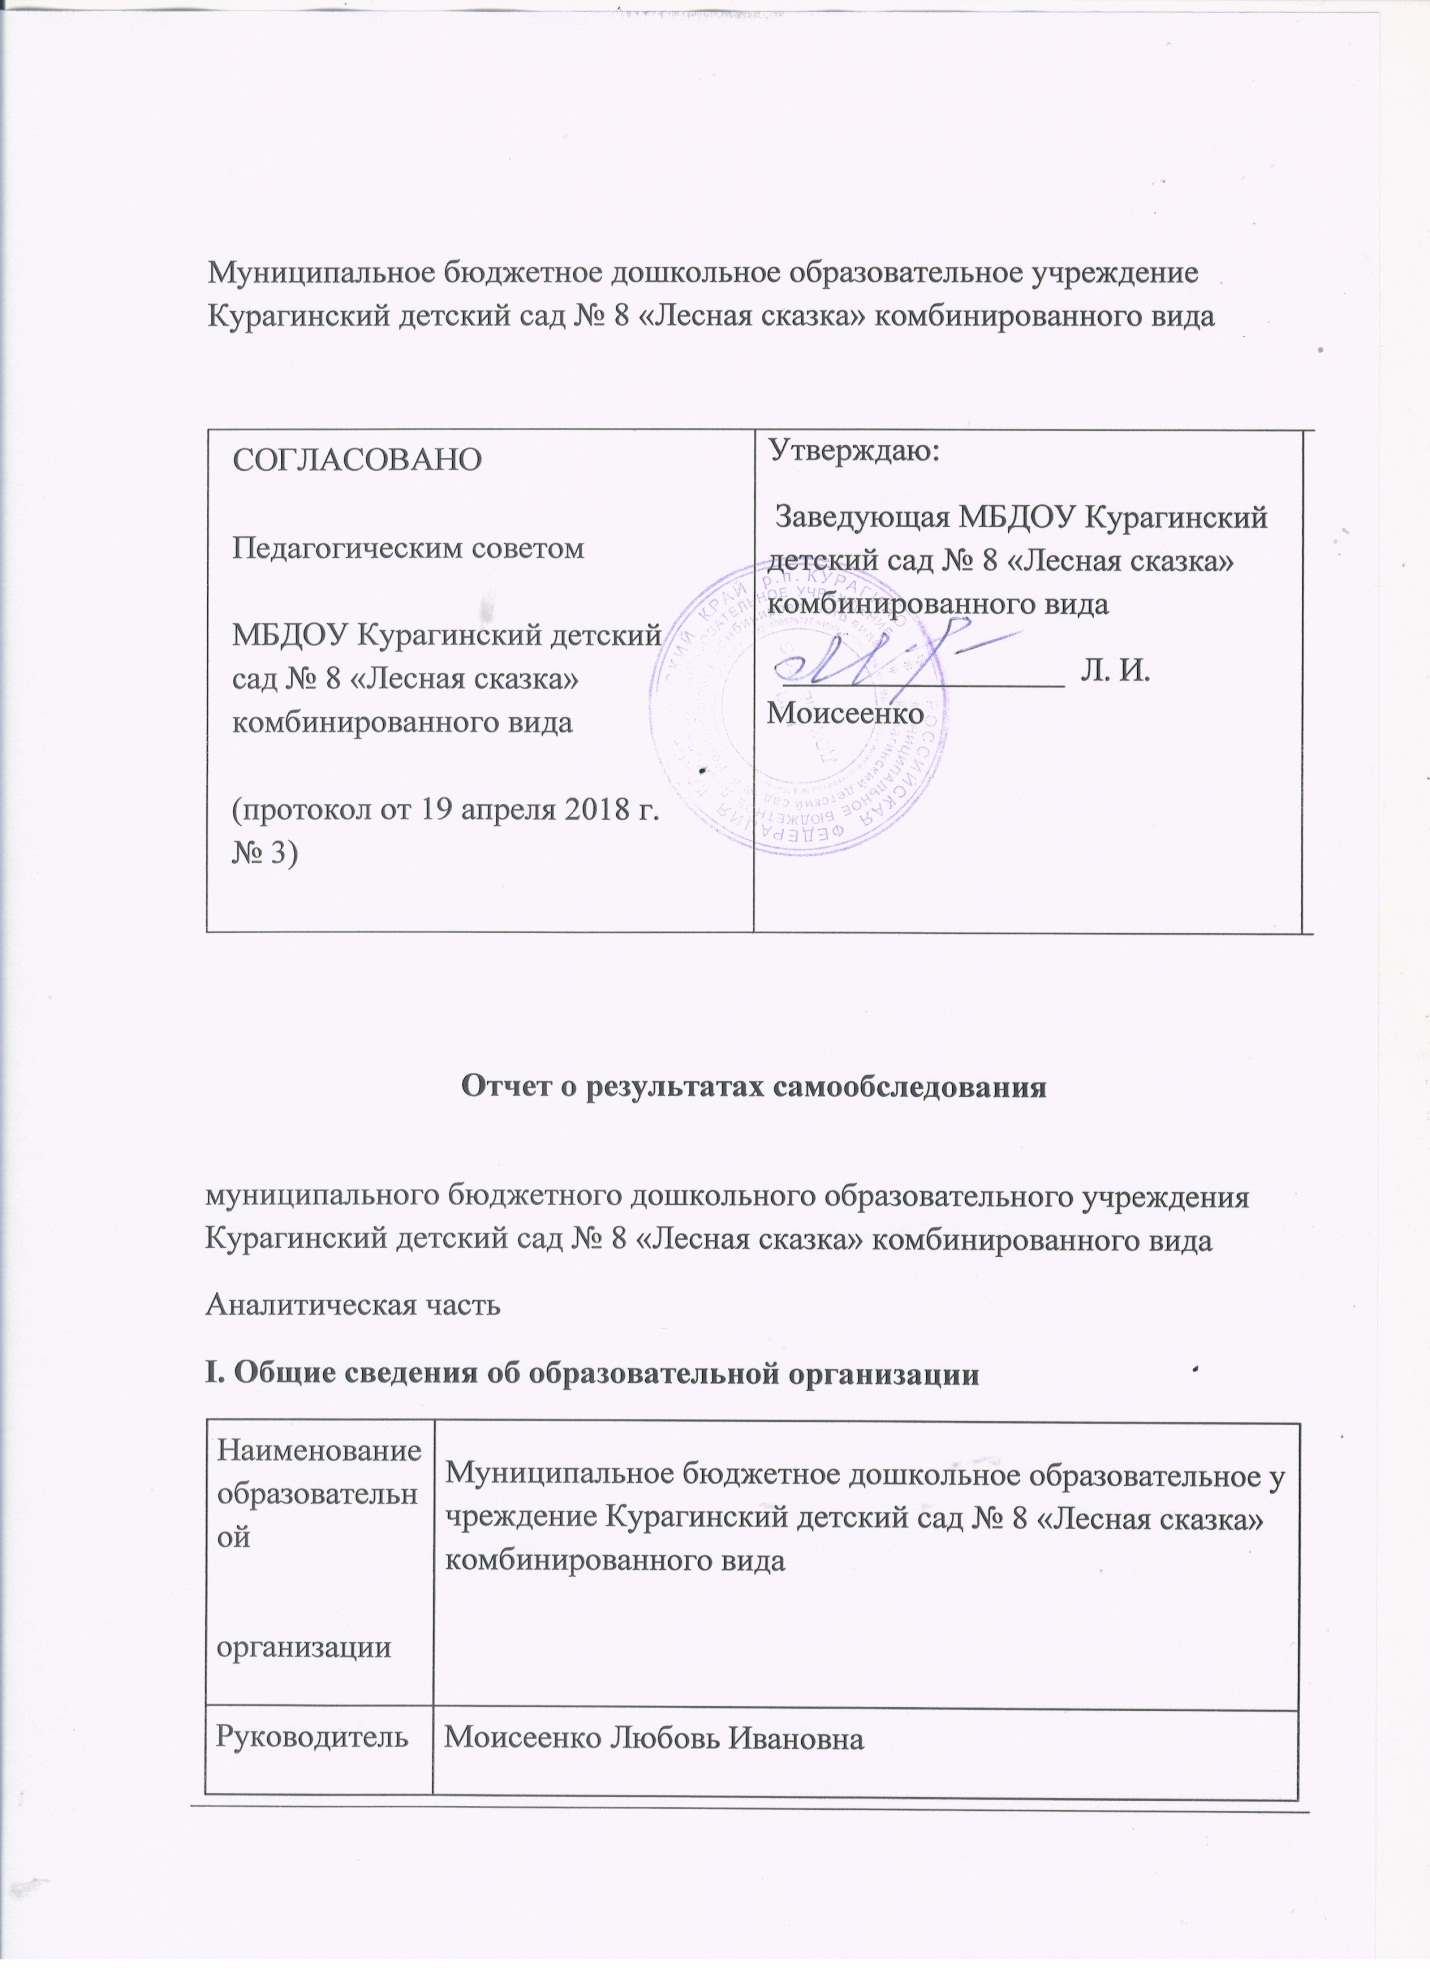 Муниципальное бюджетное дошкольное образовательное учреждение
Курагинский детский сад № 8 «Лесная сказка» комбинированного вида
СОГЛАСОВАНО
Педагогическим советом
МБДОУ Курагинский детский
сад № 8 «Лесная сказка»
комбинированного вида
(протокол от 19 апреля 2018 г.
№ 3)
Утверждаю:
Заведующая МБДОУ Курагинский
детский сад № 8 «Лесная сказка»
комбинированного вида
Л. И.
Моисеенко
КРАЙ р.п. КУРАГИНО
РОССИЙСКАЯ ФЕДЕРАЦИЯ
Отчет о результатах самообследования
муниципального бюджетного дошкольного образовательного учреждения
Курагинский детский сад № 8 «Лесная сказка» комбинированного вида
Аналитическая часть
I. Общие сведения об образовательной организации
Наименование
образовательн
ой
организации
Муниципальное бюджетное дошкольное образовательное у
чреждение Курагинский детский сад № 8 «Лесная сказка»
комбинированного вида
Руководитель
Моисеенко Любовь Ивановна